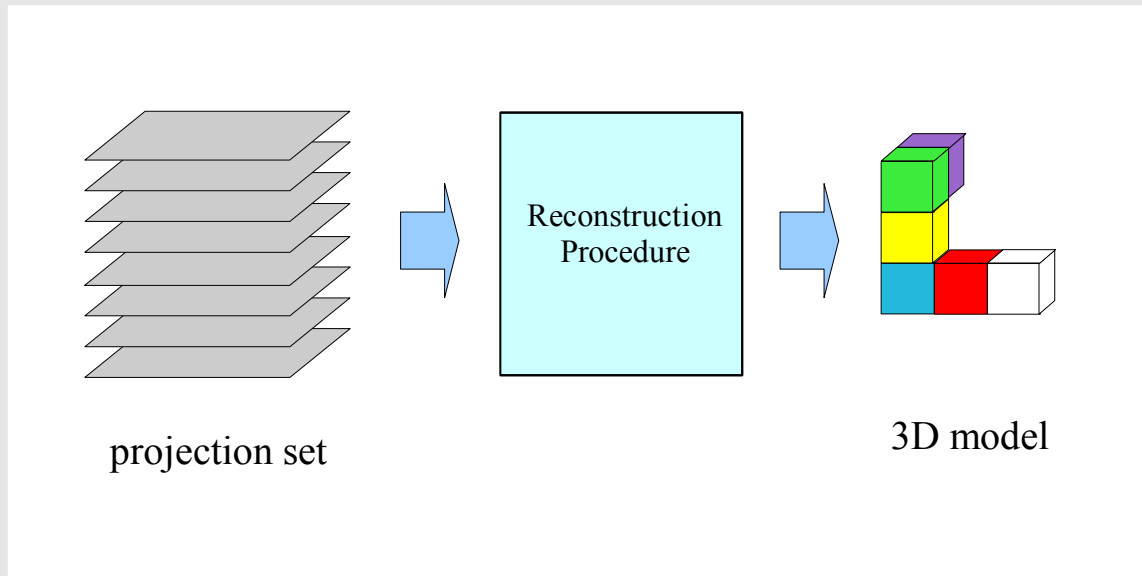 projection set
Reconstruction
Procedure
3D model